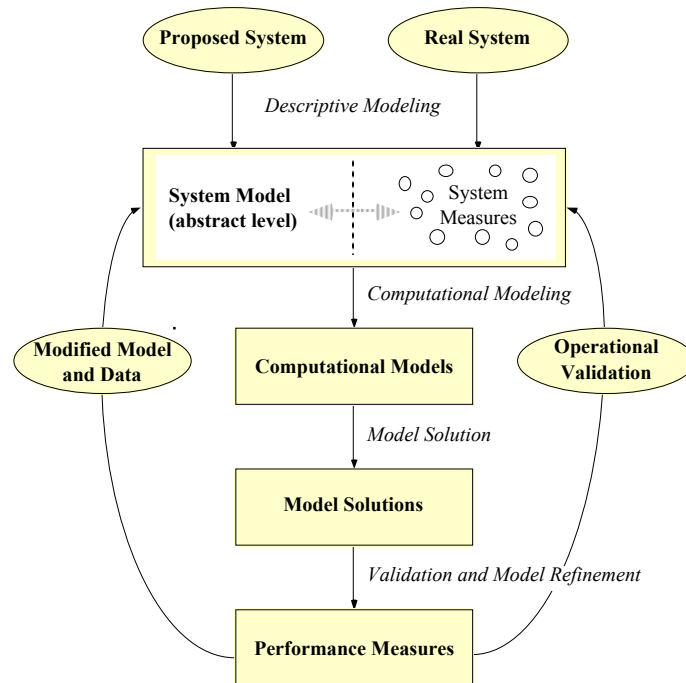 Proposed System
Real System
Descriptive Modeling
System Model
(abstract level)
System
Measures
Computational Modeling
Modified Model
and Data
Computational Models
Operational
Validation
Model Solution
Model Solutions
Validation and Model Refinement
Performance Measures